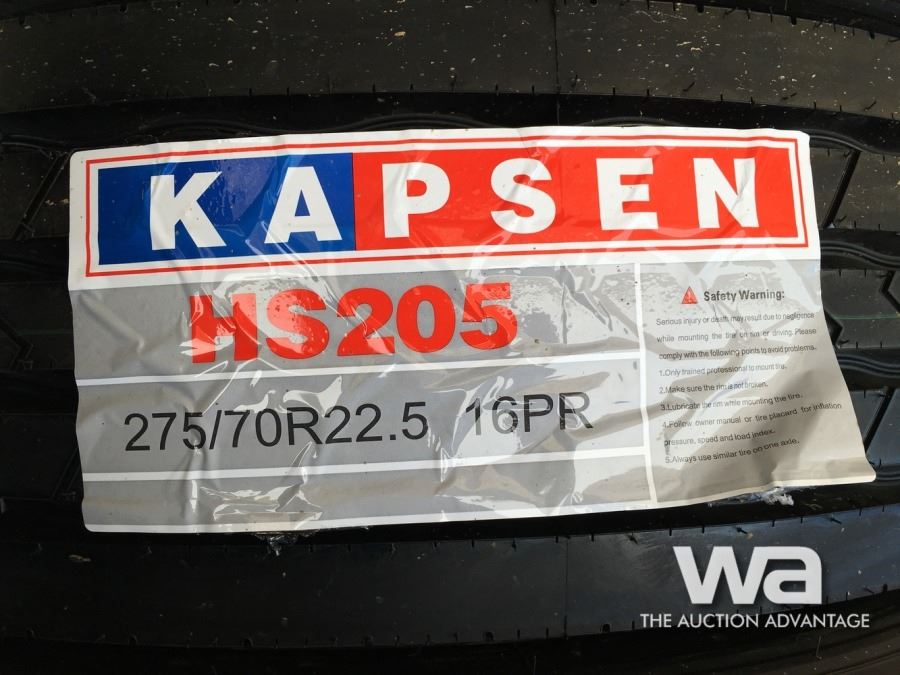 KAPSEN
HS205
275/70R22.5 16PR
Safety Warning:
Serious injury or death may result due to negligence
while mounting the tire on rim or driving. Please
comply with the following points to avoid problems.
1.Only trained professional to mount tire.
2.Make sure the rim is not broken.
3.Lubricate the rim while mounting the tire.
4.Follow owner manual or tire placard for inflation
pressure, speed and load index.
5.Always use similar tire on one axle.
wa
THE AUCTION ADVANTAGE